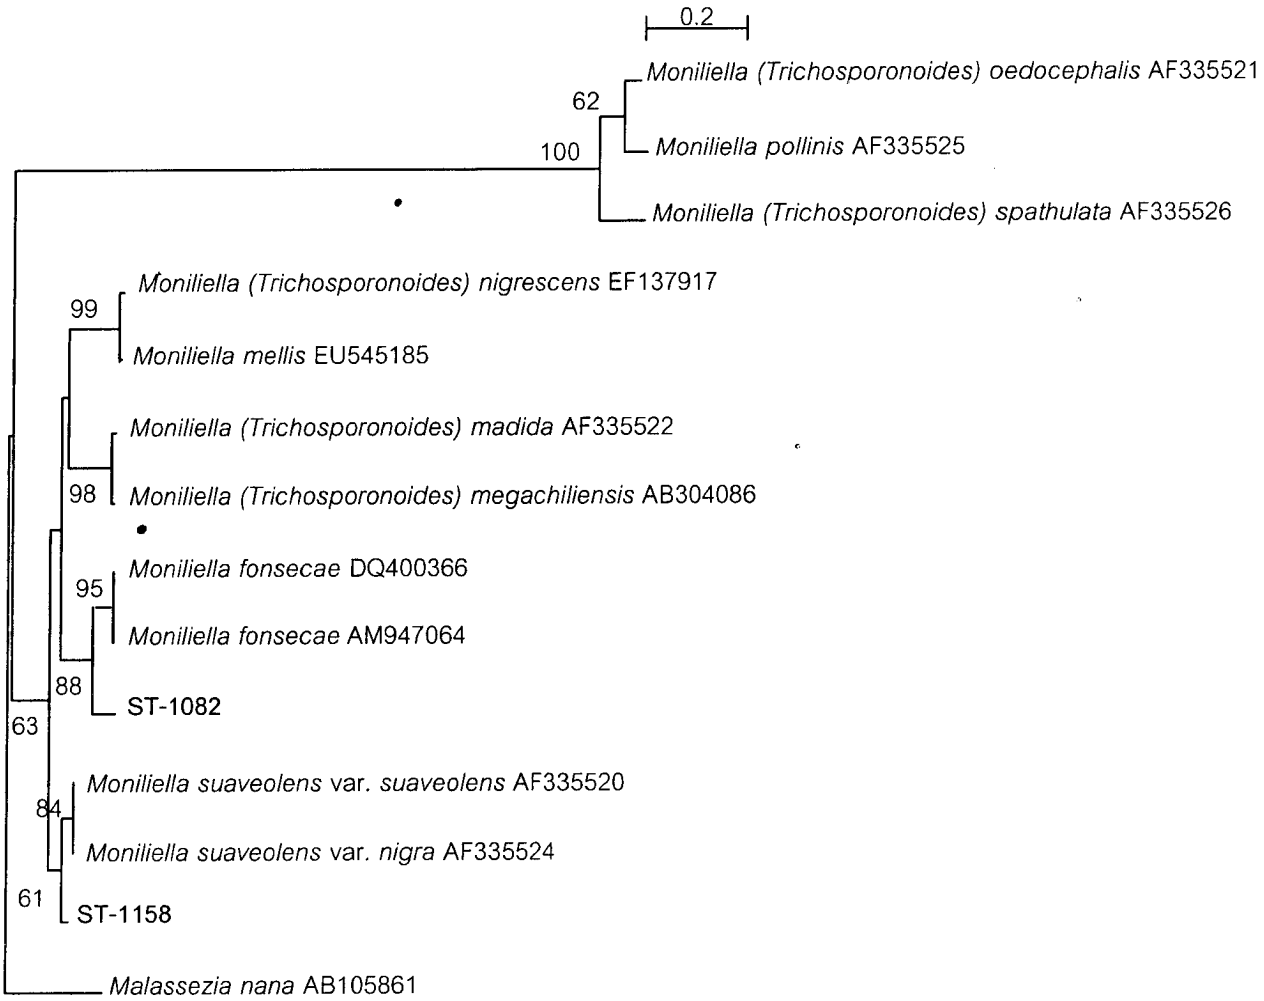 0.2
Moniliella (Trichosporonoides) oedocephalis AF335521
62
Moniliella pollinis AF335525
100
Moniliella (Trichosporonoides) spathulata AF335526
Moniliella (Trichosporonoides) nigrescens EF137917
99
Moniliella mellis EU545185
Moniliella (Trichosporonoides) madida AF335522
98
Moniliella (Trichosporonoides) megachiliensis AB304086
Moniliella fonsecae DQ400366
95
Moniliella fonsecae AM947064
88
ST-1082
63
Moniliella suaveolens var. suaveolens AF335520
84
Moniliella suaveolens var. nigra AF335524
61
ST-1158
Malassezia nana AB105861